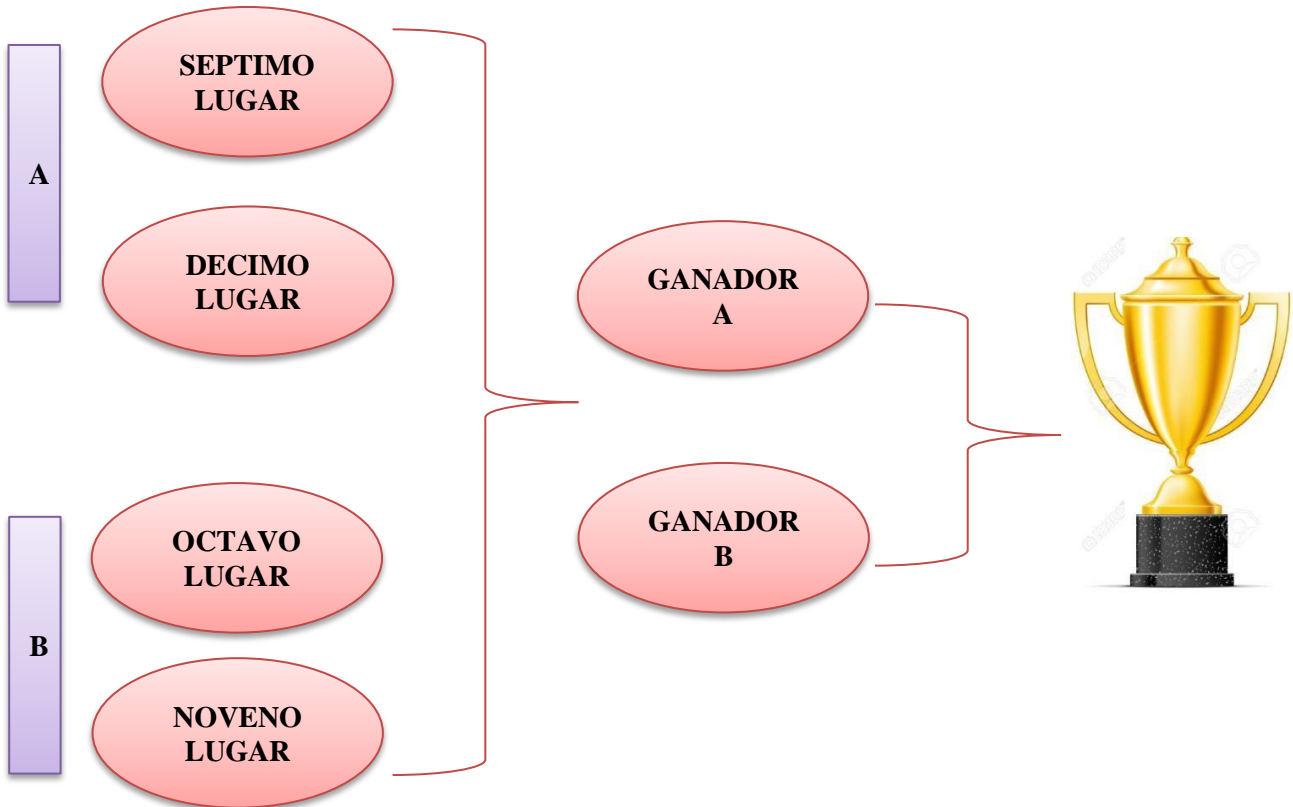 A
SEPTIMO
LUGAR
DECIMO
LUGAR
B
OCTAVO
LUGAR
NOVENO
LUGAR
GANADOR
A
GANADOR
B